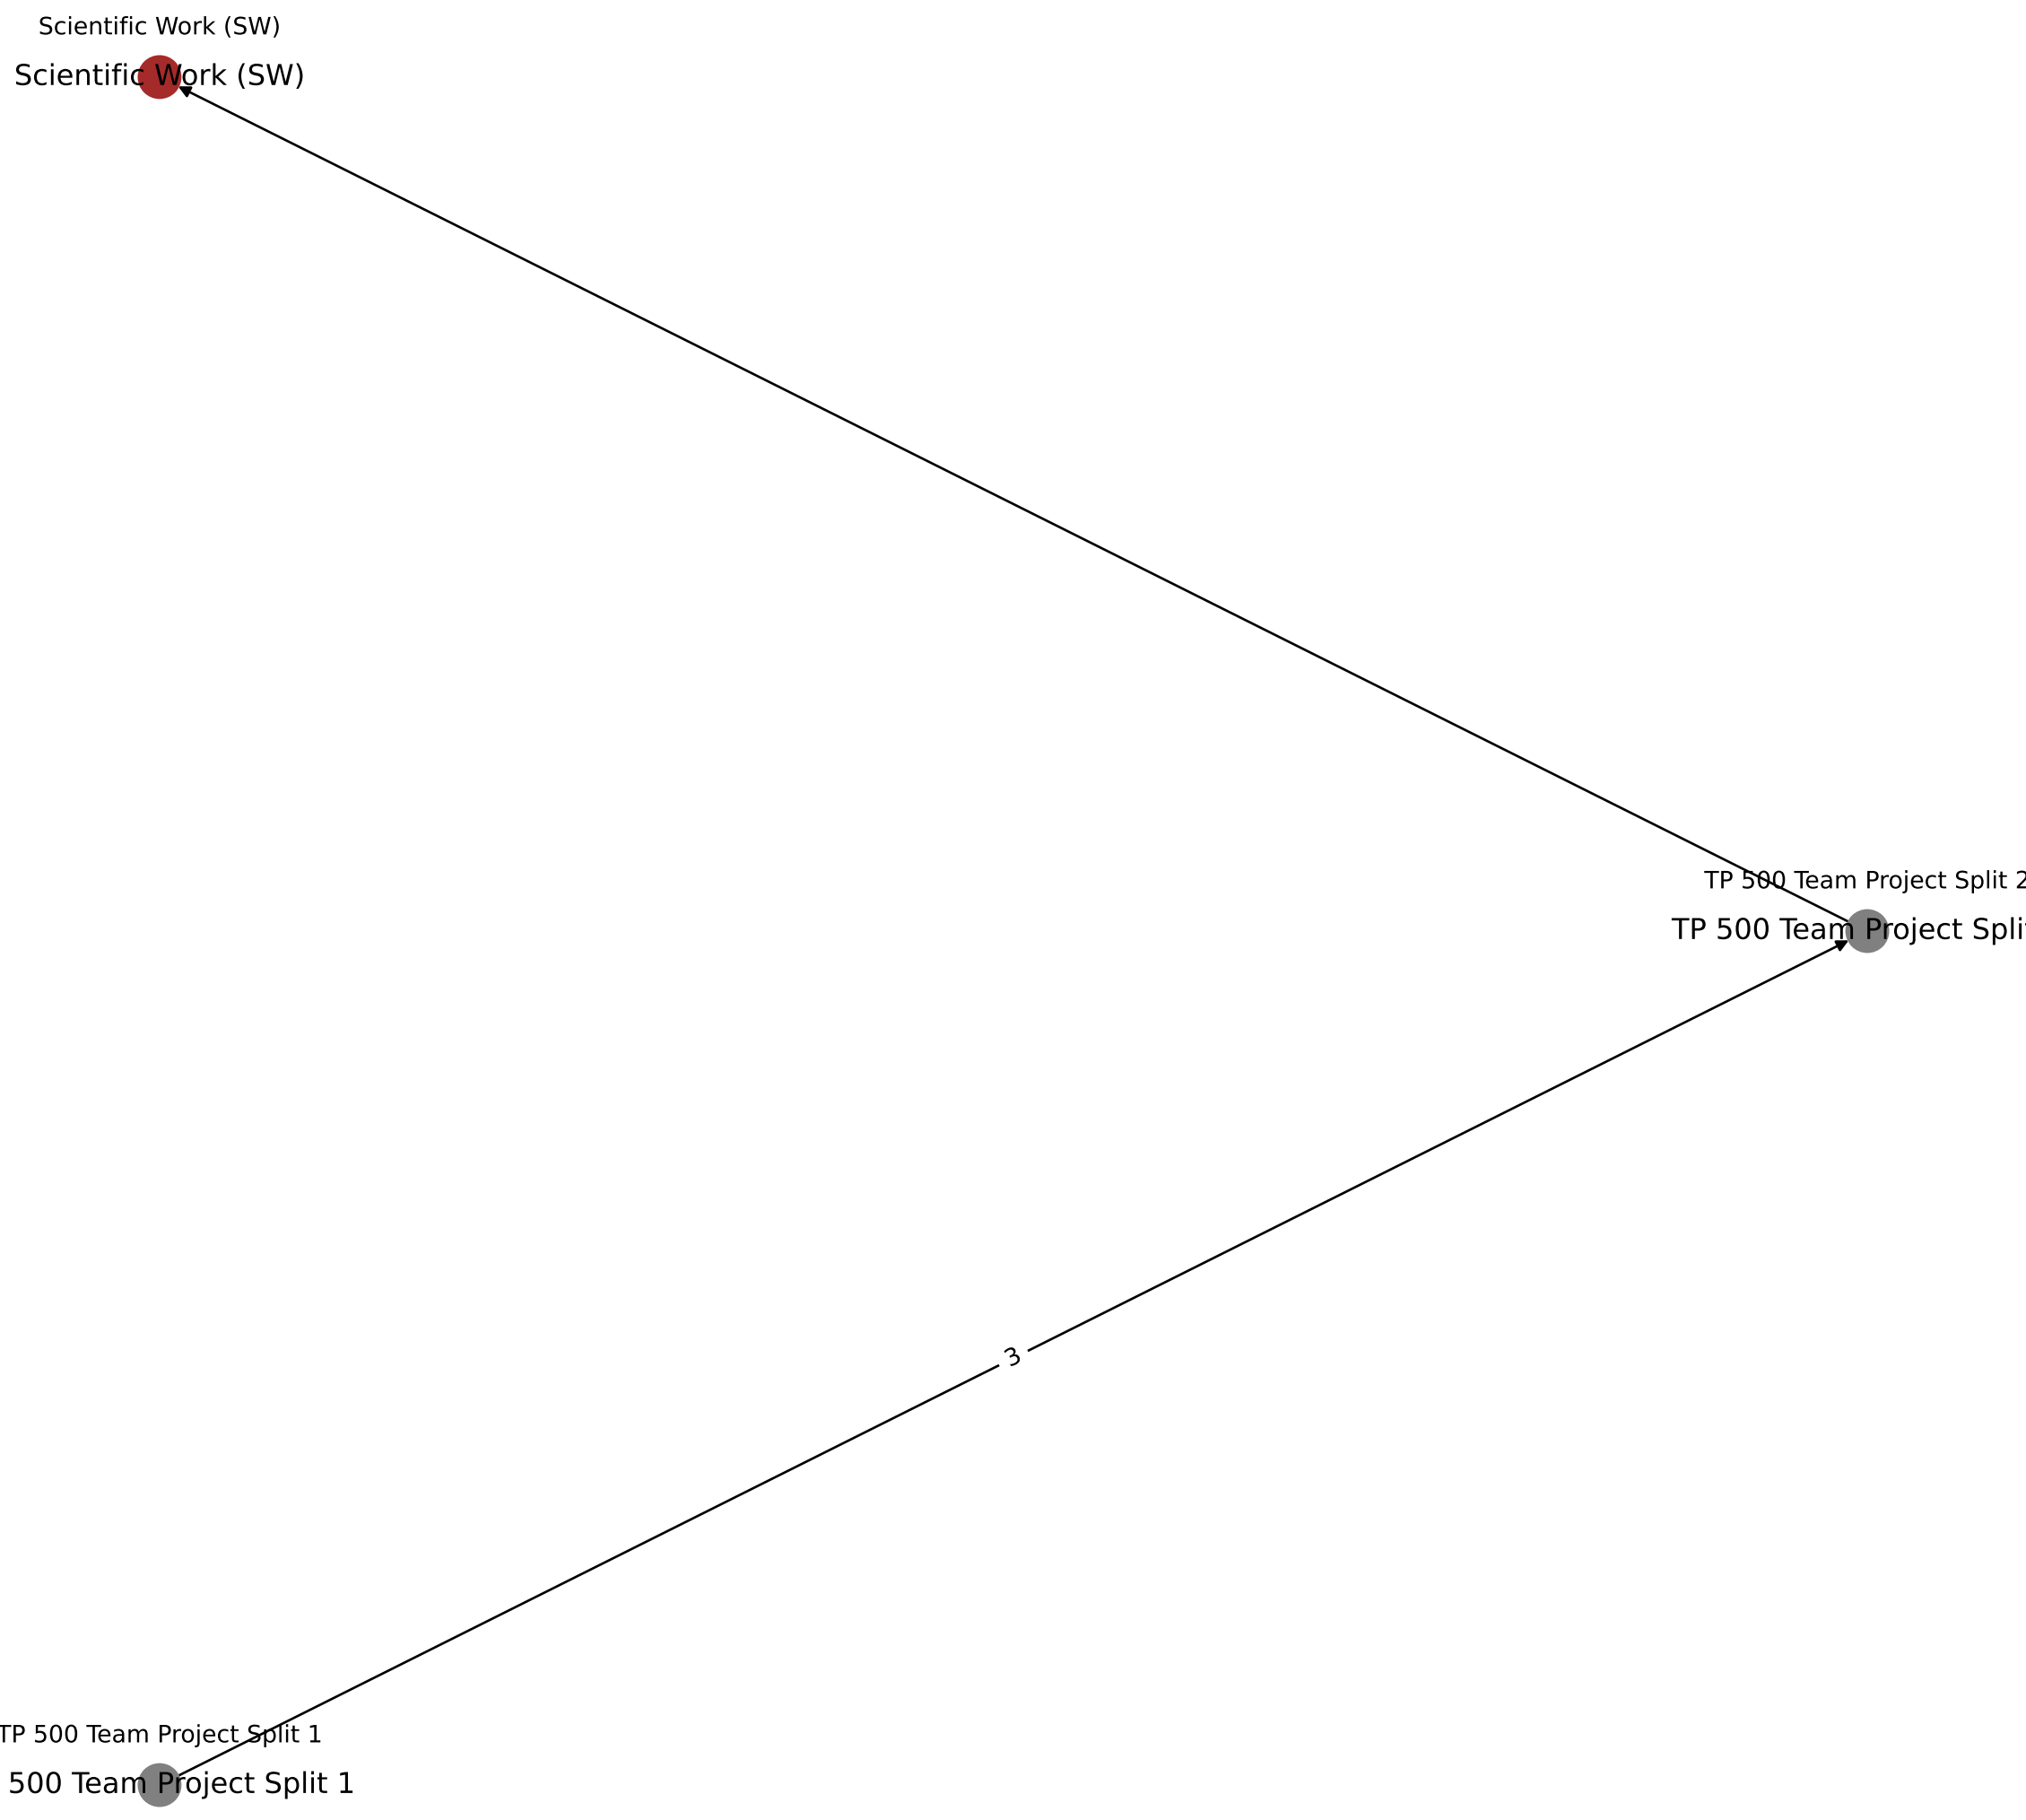 Scientific Work (SW)
Scientific Work (SW)
TP 500 Team Project Split 2
TP 500 Team Project Split
3
TP 500 Team Project Split 1
500 Team Project Split 1